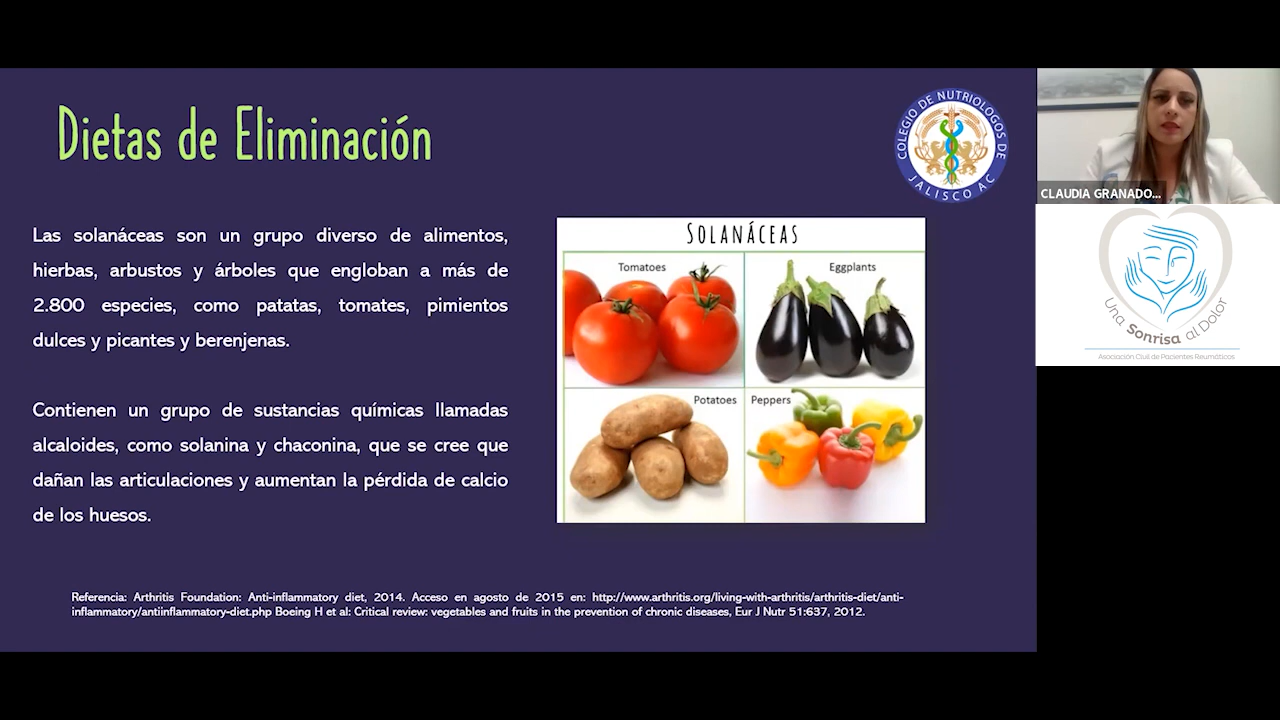 Dietas de Eliminación
COLEGIO DE NUTRIOLOGOS DE
JALISCO AC
Las solanáceas son un grupo diverso de alimentos,
hierbas, arbustos y árboles que engloban a más de
2.800 especies, como patatas, tomates, pimientos
dulces y picantes y berenjenas.
Contienen un grupo de sustancias químicas llamadas
alcaloides, como solanina y chaconina, que se cree que
dañan las articulaciones y aumentan la pérdida de calcio
de los huesos.
SOLANÁCEAS
Tomatoes
Eggplants
Potatoes
Peppers
Referencia: Arthritis Foundation: Anti-inflammatory diet, 2014. Acceso en agosto de 2015 en: http://www.arthritis.org/living-with-arthritis/arthritis-diet/anti-
inflammatory/antiinflammatory-diet.php Boeing H et al: Critical review: vegetables and fruits in the prevention of chronic diseases, Eur J Nutr 51:637, 2012.
CLAUDIA GRANADO...
Una Sonrisa al Dolor
Asociación Civil de Pacientes Reumáticos